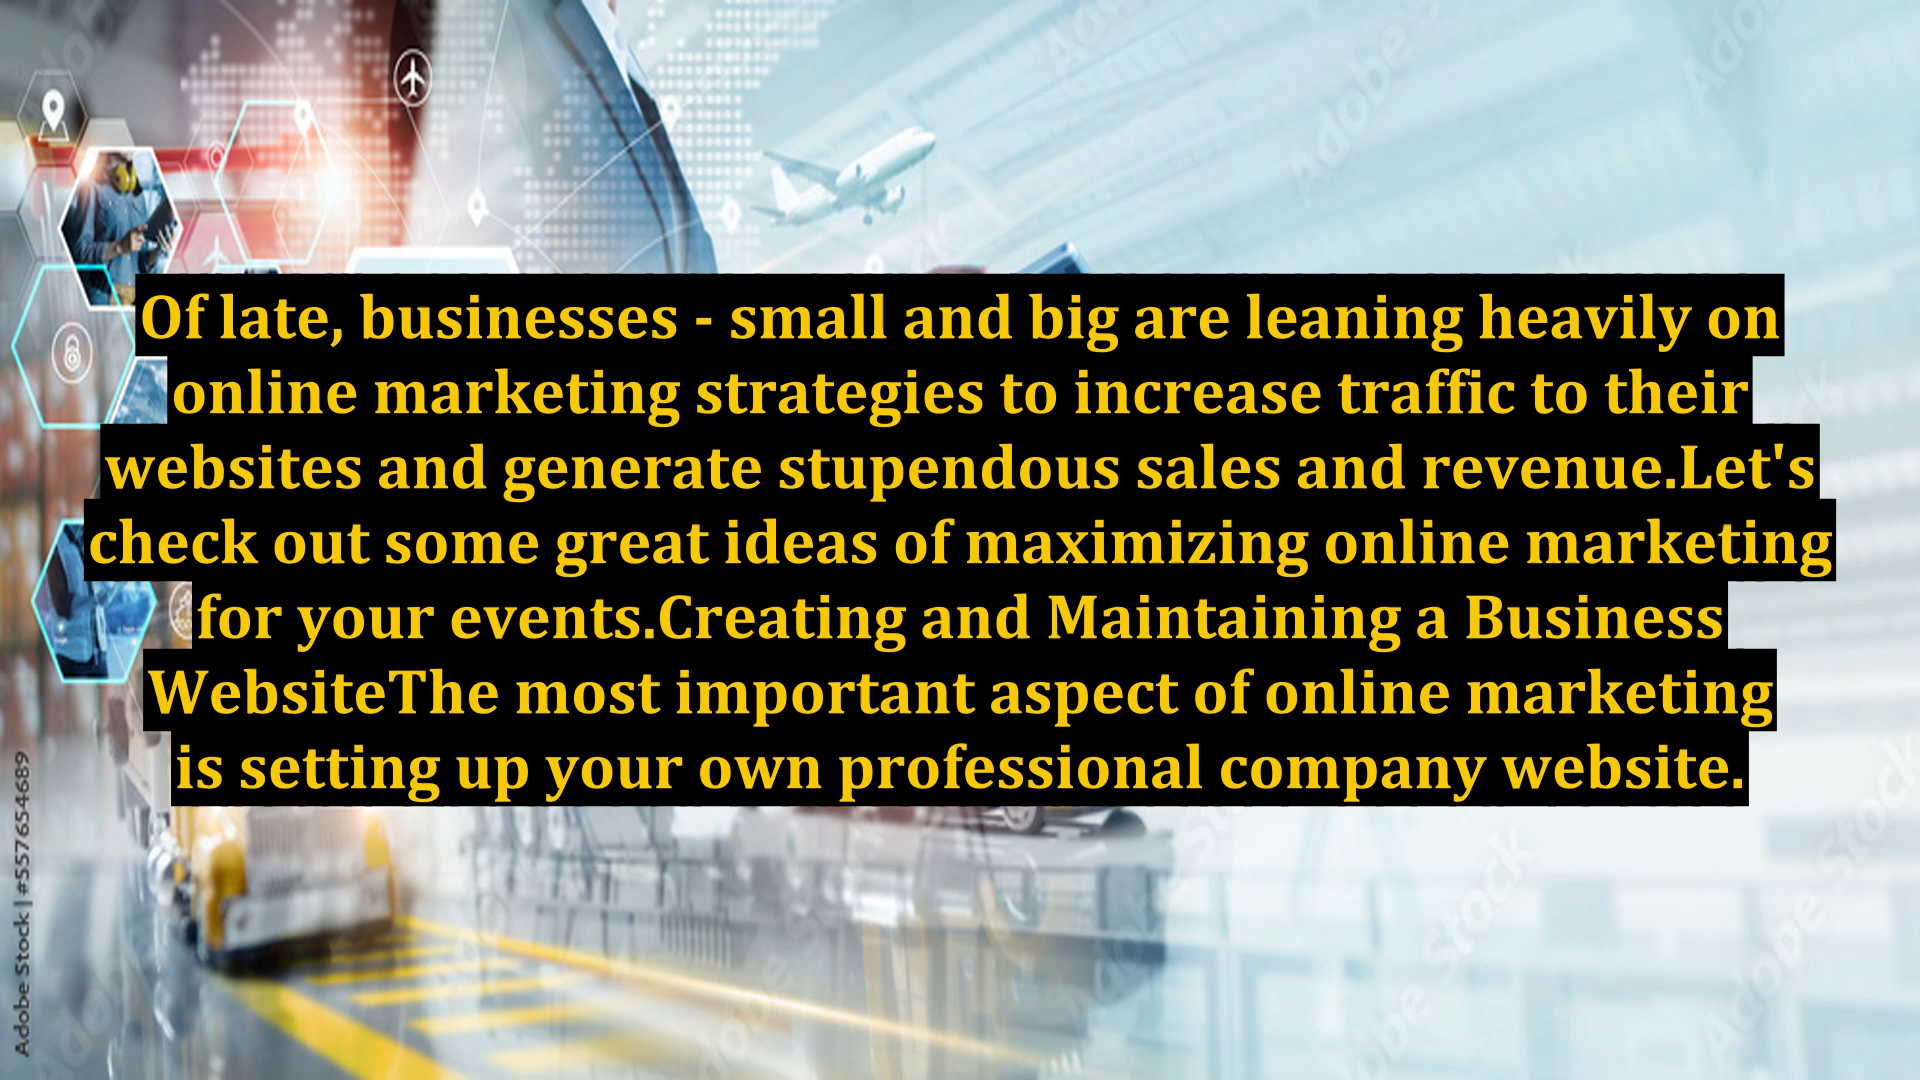 Of late, businesses - small and big are leaning heavily on
online marketing strategies to increase traffic to their
websites and generate stupendous sales and revenue.Let's
check out some great ideas of maximizing online marketing
for your events.Creating and Maintaining a Business
WebsiteThe most important aspect of online marketing
is setting up your own professional company website.
Adobe Stock | #557654689
Adobe Stock